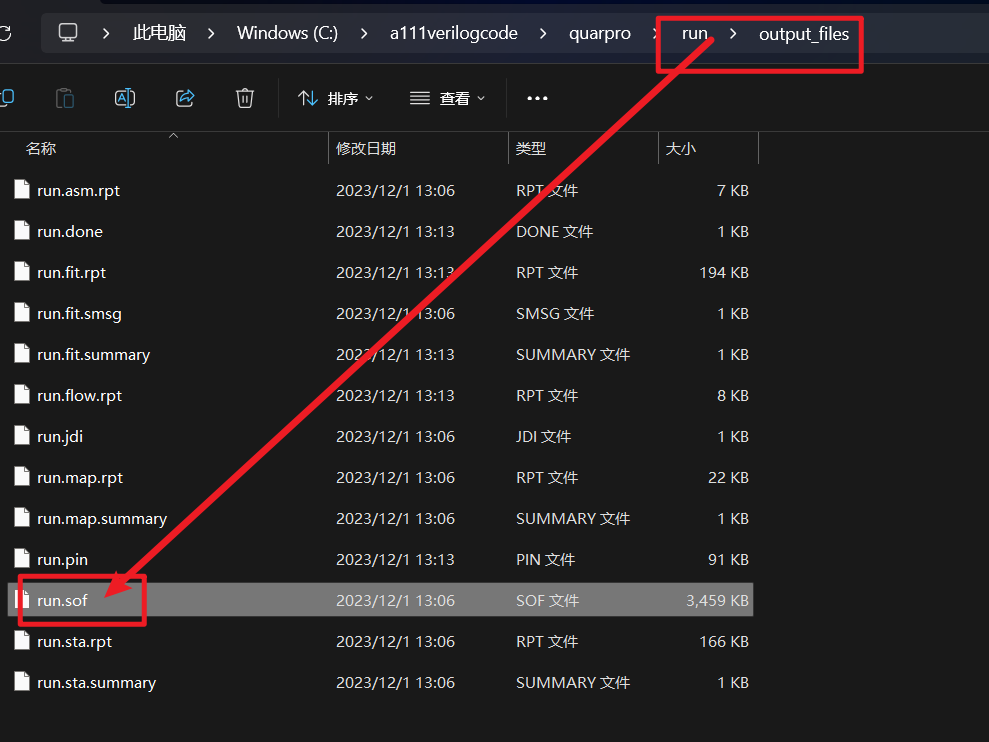 此电脑 > Windows (C:) > a111verilogcode > quarpro > run > output_files
排序 查看
名称 修改日期 类型 大小
run.asm.rpt 2023/12/1 13:06 RPT 文件 7 KB
run.done 2023/12/1 13:13 DONE 文件 1 KB
run.fit.rpt 2023/12/1 13:13 RPT 文件 194 KB
run.fit.smsg 2023/12/1 13:06 SMSG 文件 1 KB
run.fit.summary 2023/12/1 13:13 SUMMARY 文件 1 KB
run.flow.rpt 2023/12/1 13:13 RPT 文件 8 KB
run.jdi 2023/12/1 13:06 JDI 文件 1 KB
run.map.rpt 2023/12/1 13:06 RPT 文件 22 KB
run.map.summary 2023/12/1 13:06 SUMMARY 文件 1 KB
run.pin 2023/12/1 13:13 PIN 文件 91 KB
run.sof 2023/12/1 13:06 SOF 文件 3,459 KB
run.sta.rpt 2023/12/1 13:06 RPT 文件 166 KB
run.sta.summary 2023/12/1 13:06 SUMMARY 文件 1 KB